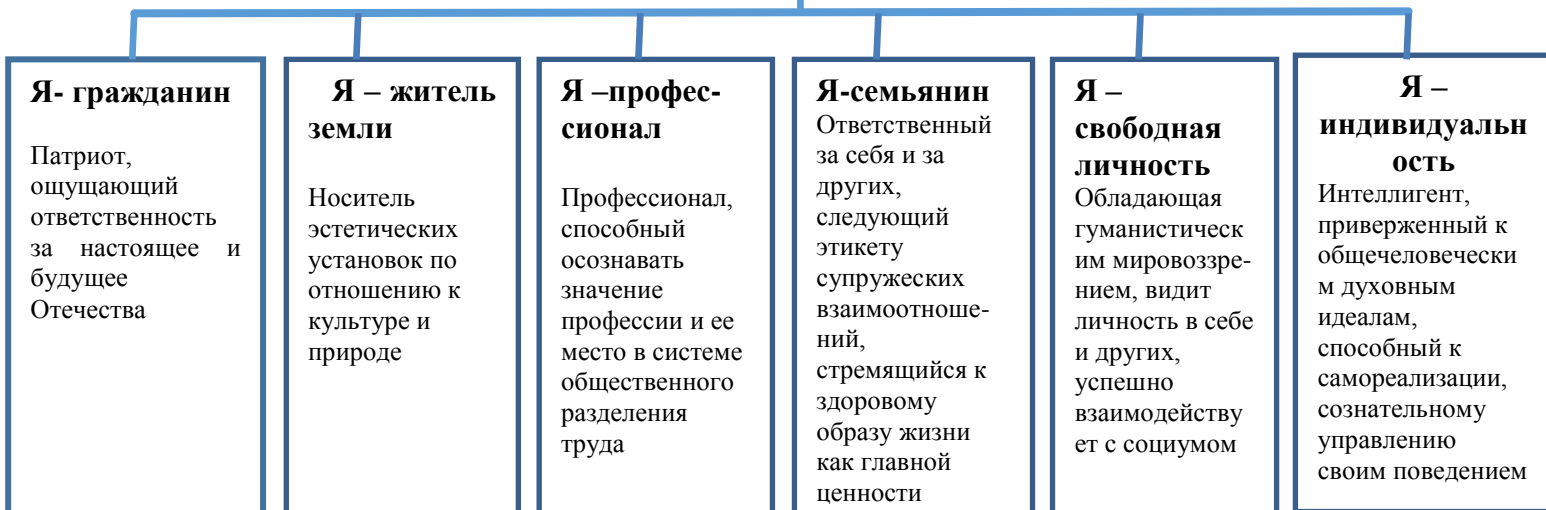 Я- гражданин
Патриот,
ощущающий
ответственность
за настоящее и
будущее
Отечества
Я – житель
земли
Носитель
эстетических
установок по
отношению к
культуре и
природе
Я –профес-
сионал
Профессионал,
способный
осознавать
значение
профессии и ее
место в системе
общественного
разделения
труда
Я-семьянин
Ответственный
за себя и за
других,
следующий
этикету
супружеских
взаимоотноше-
ний,
стремящийся к
здоровому
образу жизни
как главной
ценности
Я –
свободная
личность
Обладающая
гуманистическ
им мировоззре-
нием, видит
личность в себе
и других,
успешно
взаимодейству
ет с социумом
Я –
индивидуальн
ость
Интеллигент,
приверженный к
общечеловечески
м духовным
идеалам,
способный к
самореализации,
сознательному
управлению
своим поведением